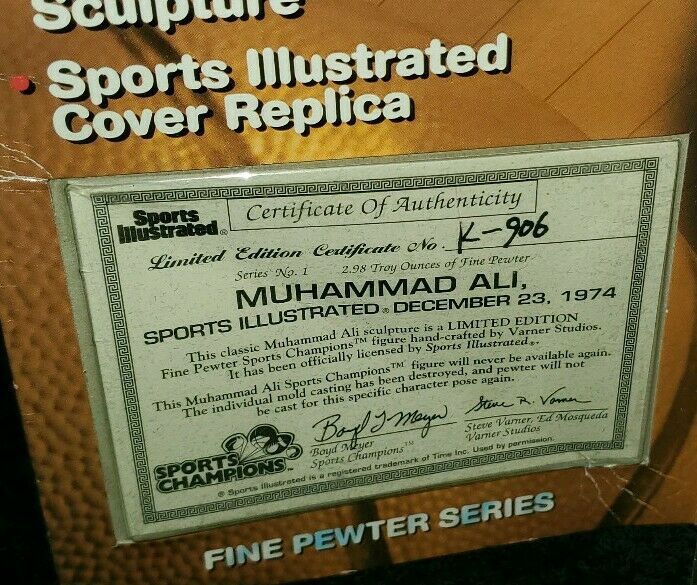 Sculpture
• Sports Illustrated
Cover Replica
Sports
Illustrated®
Certificate Of Authenticity
Limited Edition Certificate No. K-906
Series No. 1 2.98 Troy Ounces of Fine Pewter
MUHAMMAD ALI,
SPORTS ILLUSTRATED® DECEMBER 23, 1974
This classic Muhammad Ali sculpture is a LIMITED EDITION
Fine Pewter Sports Champions™ figure hand-crafted by Varner Studios.
It has been officially licensed by Sports Illustrated®.
This Muhammad Ali Sports Champions™ figure will never be available again.
The individual mold casting has been destroyed, and pewter will not
be cast for this specific character pose again.
SPORTS
CHAMPIONS™
Boyd L Meyer
Boyd Meyer
Sports Champions™
Steve R. Varner
Steve Varner, Ed Mosqueda
Varner Studios
® Sports Illustrated is a registered trademark of Time Inc. Used by permission.
FINE PEWTER SERIES